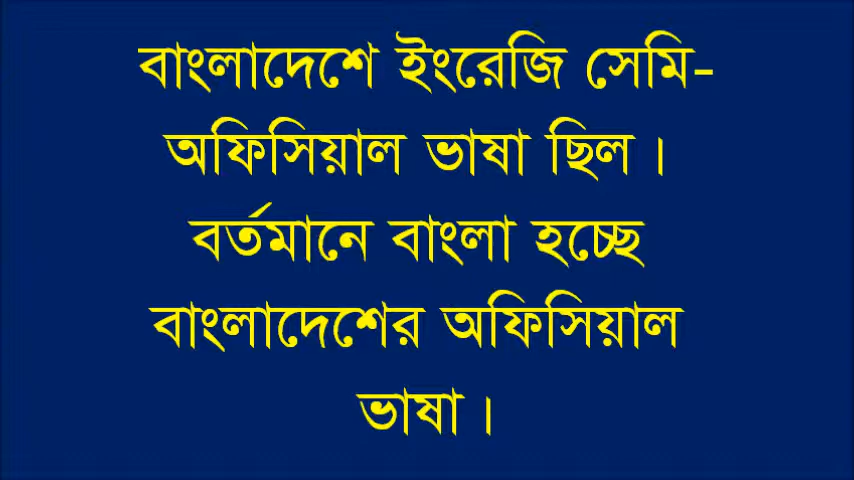 বাংলাদেশে ইংরেজি সেমি-
অফিসিয়াল ভাষা ছিল।
বর্তমানে বাংলা হচ্ছে
বাংলাদেশের অফিসিয়াল
ভাষা।